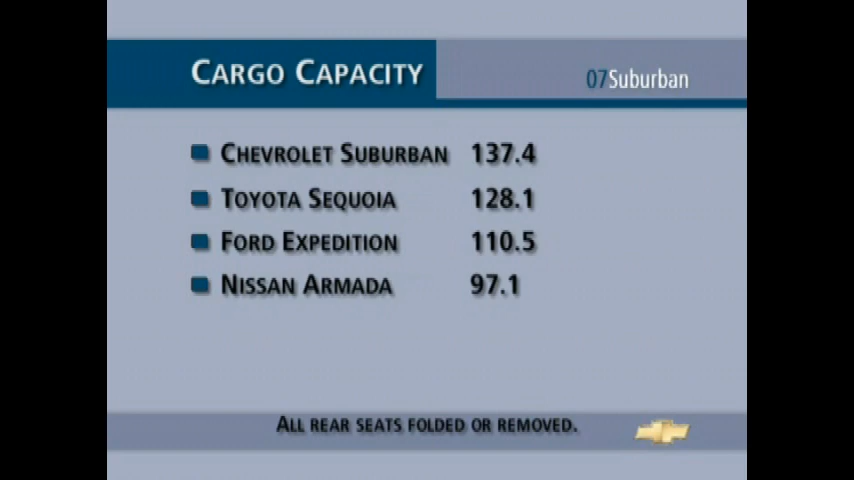 CARGO CAPACITY
07Suburban
CHEVROLET SUBURBAN 137.4
TOYOTA SEQUOIA 128.1
FORD EXPEDITION 110.5
NISSAN ARMADA 97.1
ALL REAR SEATS FOLDED OR REMOVED.